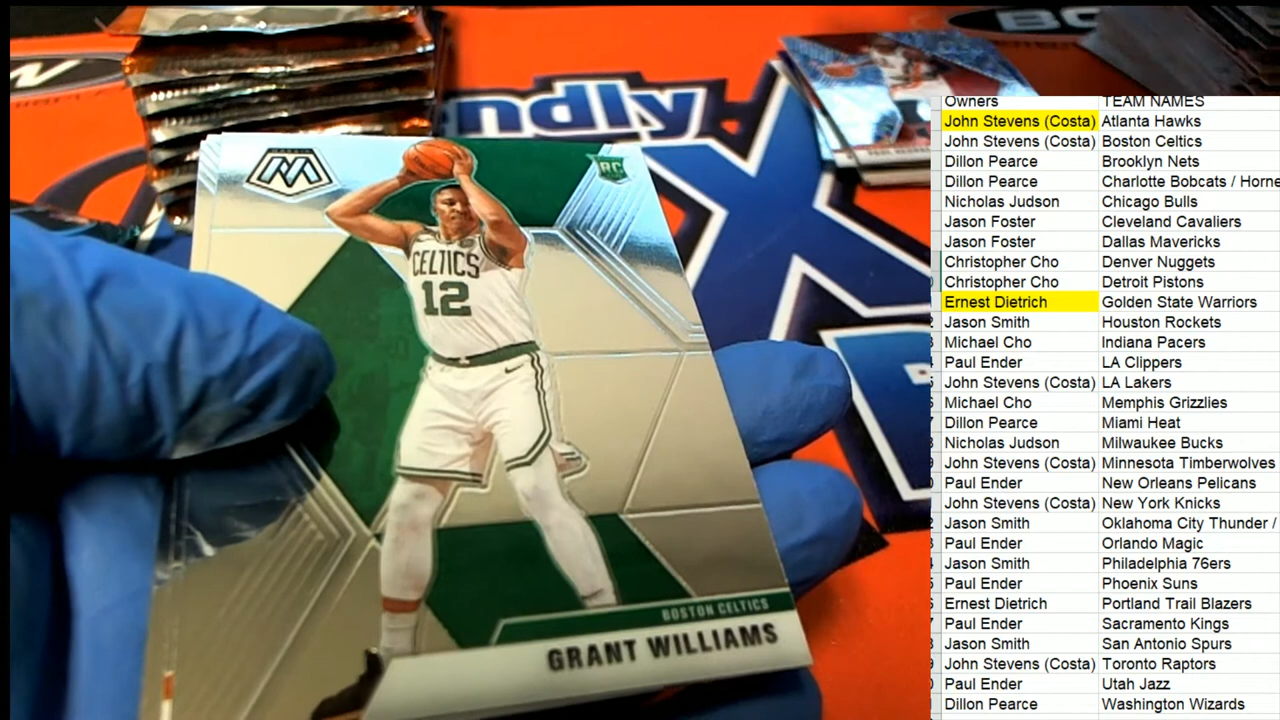 ndly
BO
MOSAIC
RC
CELTICS
12
BOSTON CELTICS
GRANT WILLIAMS
Owners TEAM NAMES
John Stevens (Costa) Atlanta Hawks
John Stevens (Costa) Boston Celtics
Dillon Pearce Brooklyn Nets
Dillon Pearce Charlotte Bobcats / Horne
Nicholas Judson Chicago Bulls
Jason Foster Cleveland Cavaliers
Jason Foster Dallas Mavericks
Christopher Cho Denver Nuggets
Christopher Cho Detroit Pistons
Ernest Dietrich Golden State Warriors
Jason Smith Houston Rockets
Michael Cho Indiana Pacers
Paul Ender LA Clippers
John Stevens (Costa) LA Lakers
Michael Cho Memphis Grizzlies
Dillon Pearce Miami Heat
Nicholas Judson Milwaukee Bucks
John Stevens (Costa) Minnesota Timberwolves
Paul Ender New Orleans Pelicans
John Stevens (Costa) New York Knicks
Jason Smith Oklahoma City Thunder /
Paul Ender Orlando Magic
Jason Smith Philadelphia 76ers
Paul Ender Phoenix Suns
Ernest Dietrich Portland Trail Blazers
Paul Ender Sacramento Kings
Jason Smith San Antonio Spurs
John Stevens (Costa) Toronto Raptors
Paul Ender Utah Jazz
Dillon Pearce Washington Wizards